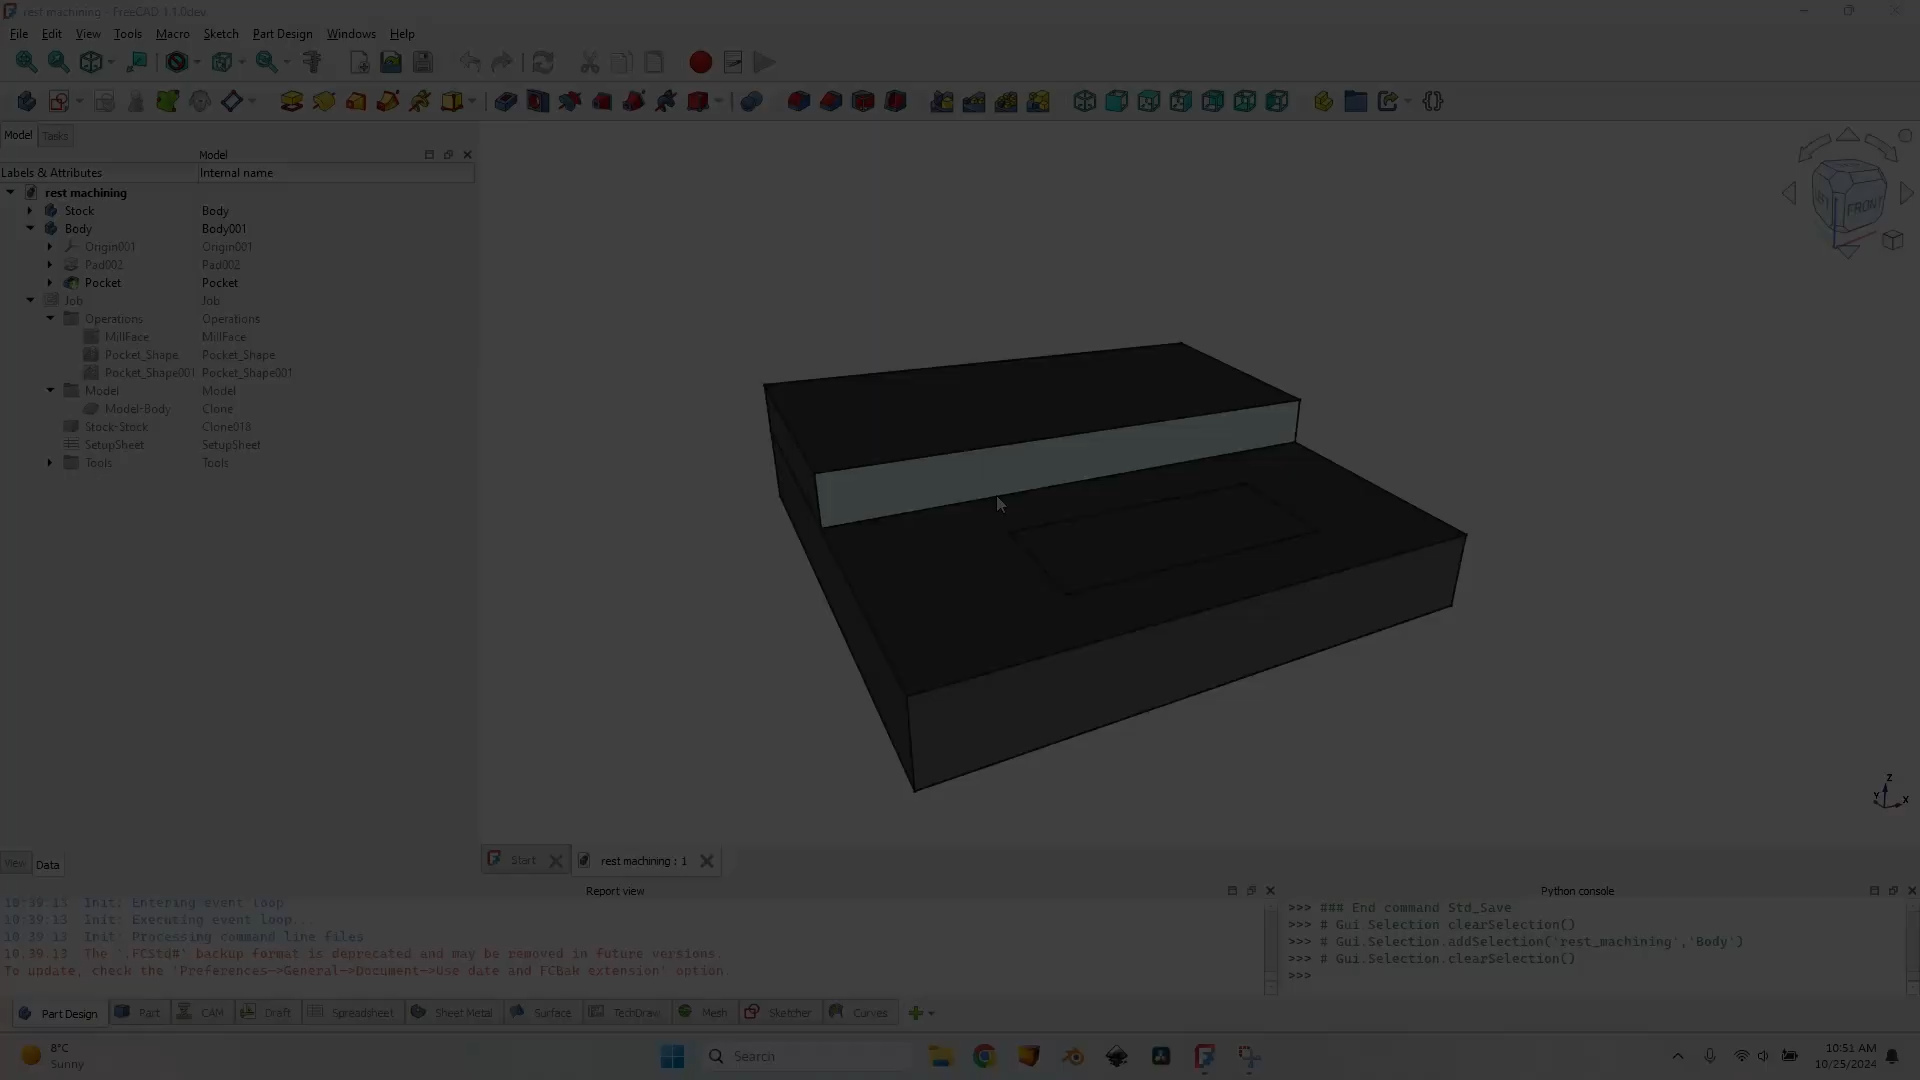 rest machining - FreeCAD 1.1.0dev
File Edit View Tools Macro Sketch Part Design Windows Help
Model Tasks
Model
Labels & Attributes Internal name
rest machining
Stock Body
Body Body001
Origin001 Origin001
Pad002 Pad002
Pocket Pocket
Job Job
Operations Operations
MillFace MillFace
Pocket_Shape Pocket_Shape
Pocket_Shape001 Pocket_Shape001
Model Model
Model-Body Clone
Stock-Stock Clone018
SetupSheet SetupSheet
Tools Tools
LEFT FRONT
Z
Y X
View Data
Start rest machining : 1
Report view
10:39:13 Init: Entering event loop
10:39:13 Init: Executing event loop...
10:39:13 Init: Processing command line files
10:39:13 The '.FCStd#' backup format is deprecated and may be removed in future versions.
To update, check the 'Preferences->General->Document->Use date and FCBak extension' option.
Python console
>>> ### End command Std_Save
>>> # Gui.Selection.clearSelection()
>>> # Gui.Selection.addSelection('rest_machining','Body')
>>> # Gui.Selection.clearSelection()
>>>
Part Design Part CAM Draft Spreadsheet Sheet Metal Surface TechDraw Mesh Sketcher Curves
8°C
Sunny
Search
10:51 AM
10/25/2024